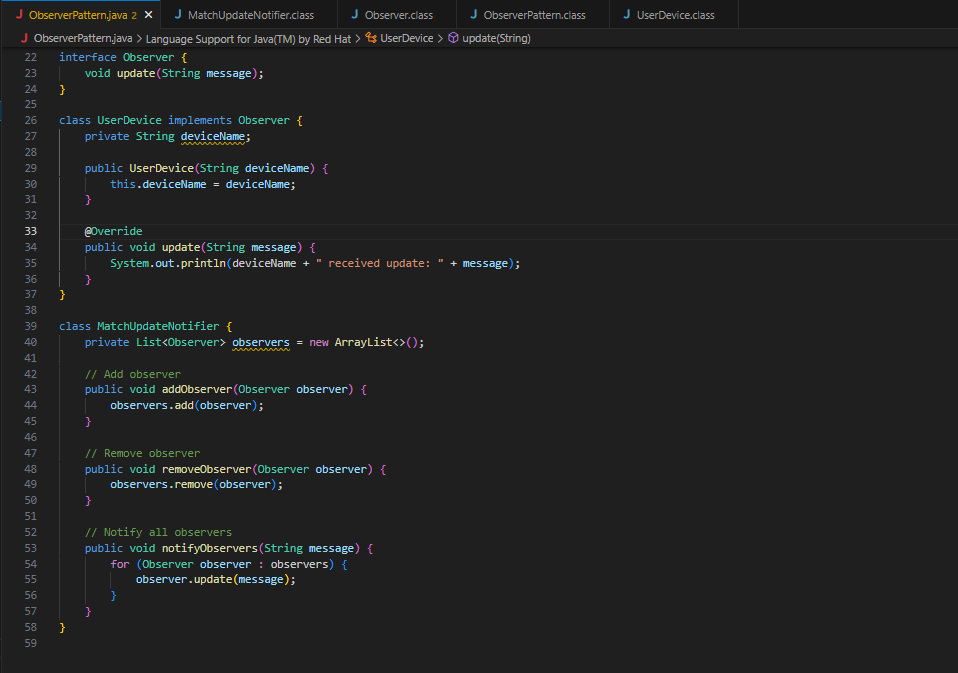 ObserverPattern.java 2 MatchUpdateNotifier.class Observer.class ObserverPattern.class UserDevice.class
ObserverPattern.java > Language Support for Java(TM) by Red Hat > UserDevice > update(String)
22 interface Observer {
23     void update(String message);
24 }
25
26 class UserDevice implements Observer {
27     private String deviceName;
28
29     public UserDevice(String deviceName) {
30         this.deviceName = deviceName;
31     }
32
33     @Override
34     public void update(String message) {
35         System.out.println(deviceName + " received update: " + message);
36     }
37 }
38
39 class MatchUpdateNotifier {
40     private List<Observer> observers = new ArrayList<>();
41
42     // Add observer
43     public void addObserver(Observer observer) {
44         observers.add(observer);
45     }
46
47     // Remove observer
48     public void removeObserver(Observer observer) {
49         observers.remove(observer);
50     }
51
52     // Notify all observers
53     public void notifyObservers(String message) {
54         for (Observer observer : observers) {
55             observer.update(message);
56         }
57     }
58 }
59